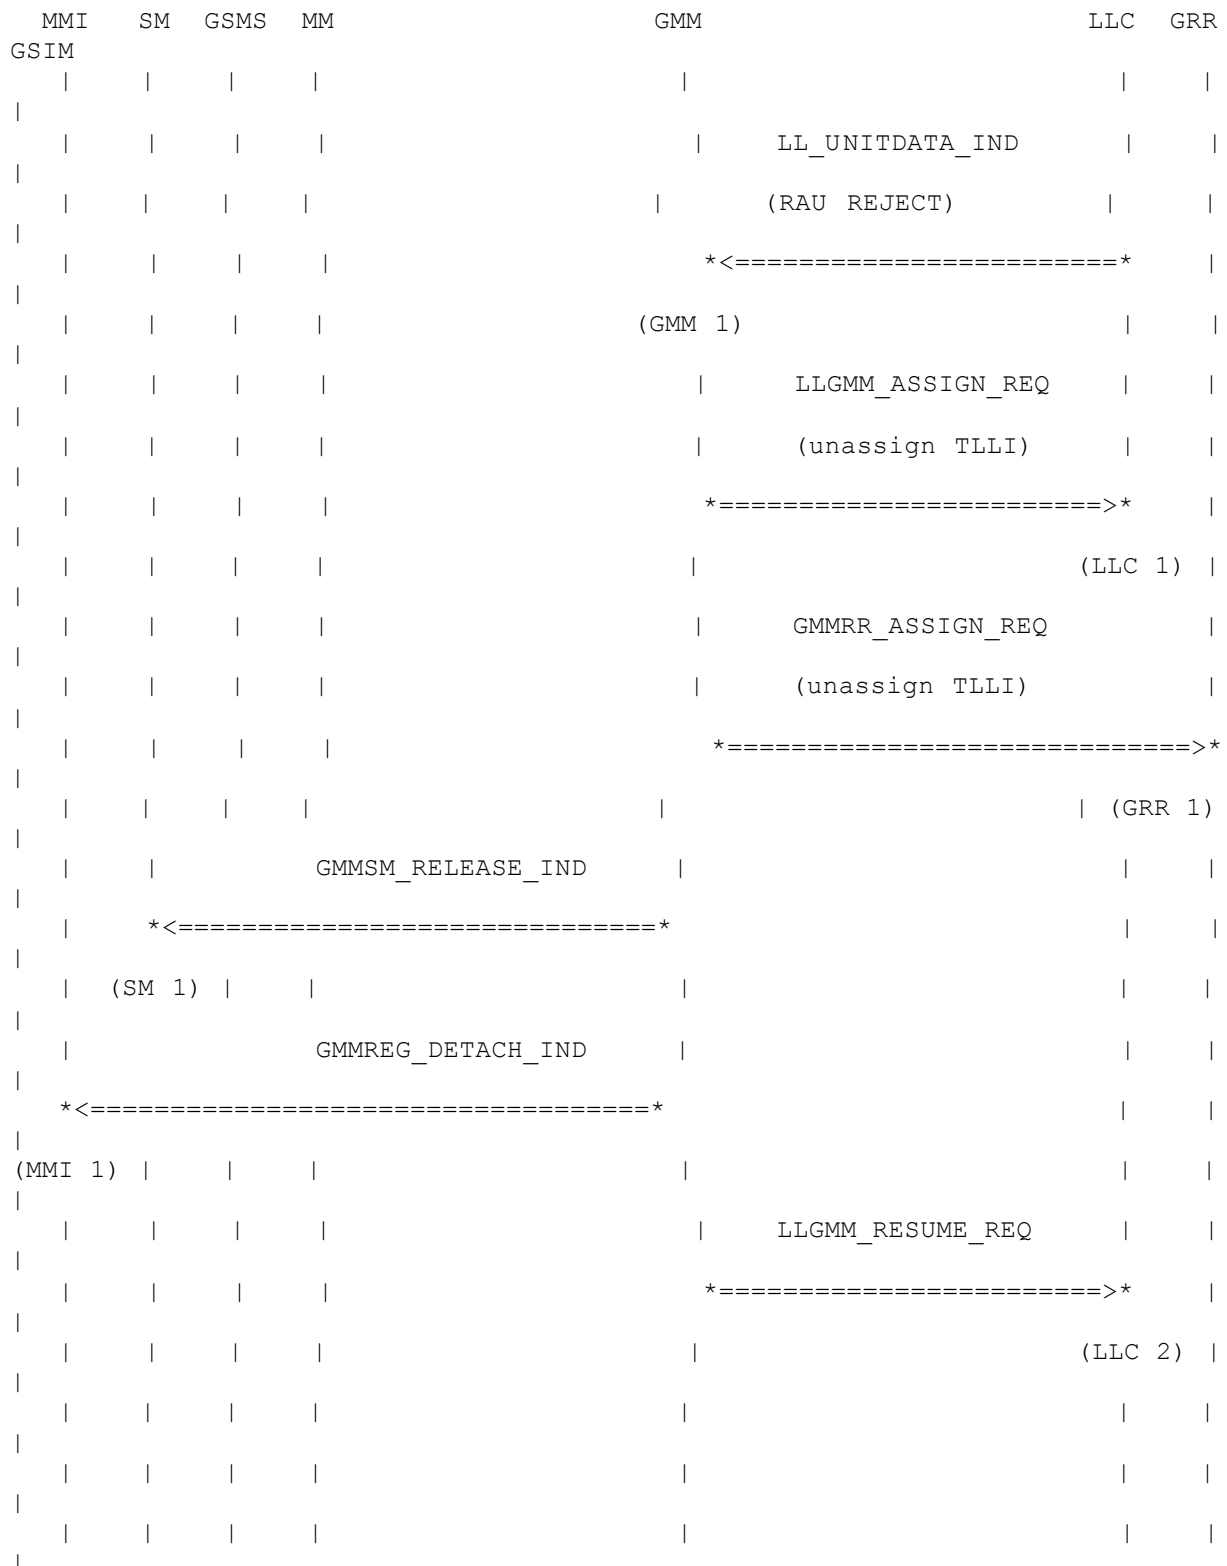 MMI SM GSMS MM GMM LLC GRR
GSIM
| | | | | | |
|
| | | | | LL_UNITDATA_IND | |
|
| | | | | (RAU REJECT) | |
|
| | | | *<========================* |
|
| | | | (GMM 1) | |
|
| | | | | LLGMM_ASSIGN_REQ | |
|
| | | | | (unassign TLLI) | |
|
| | | | *========================>* |
|
| | | | | (LLC 1) |
|
| | | | | GMMRR_ASSIGN_REQ |
|
| | | | | (unassign TLLI) |
|
| | | | *=============================>*
|
| | | | | | (GRR 1)
|
| | GMMSM_RELEASE_IND | | |
|
| *<==============================* | |
|
| (SM 1) | | | | |
|
| GMMREG_DETACH_IND | | |
|
*<===================================* | |
|
(MMI 1) | | | | | |
|
| | | | | LLGMM_RESUME_REQ | |
|
| | | | *========================>* |
|
| | | | | (LLC 2) |
|
| | | | | | |
|
| | | | | | |
|
| | | | | | |
|